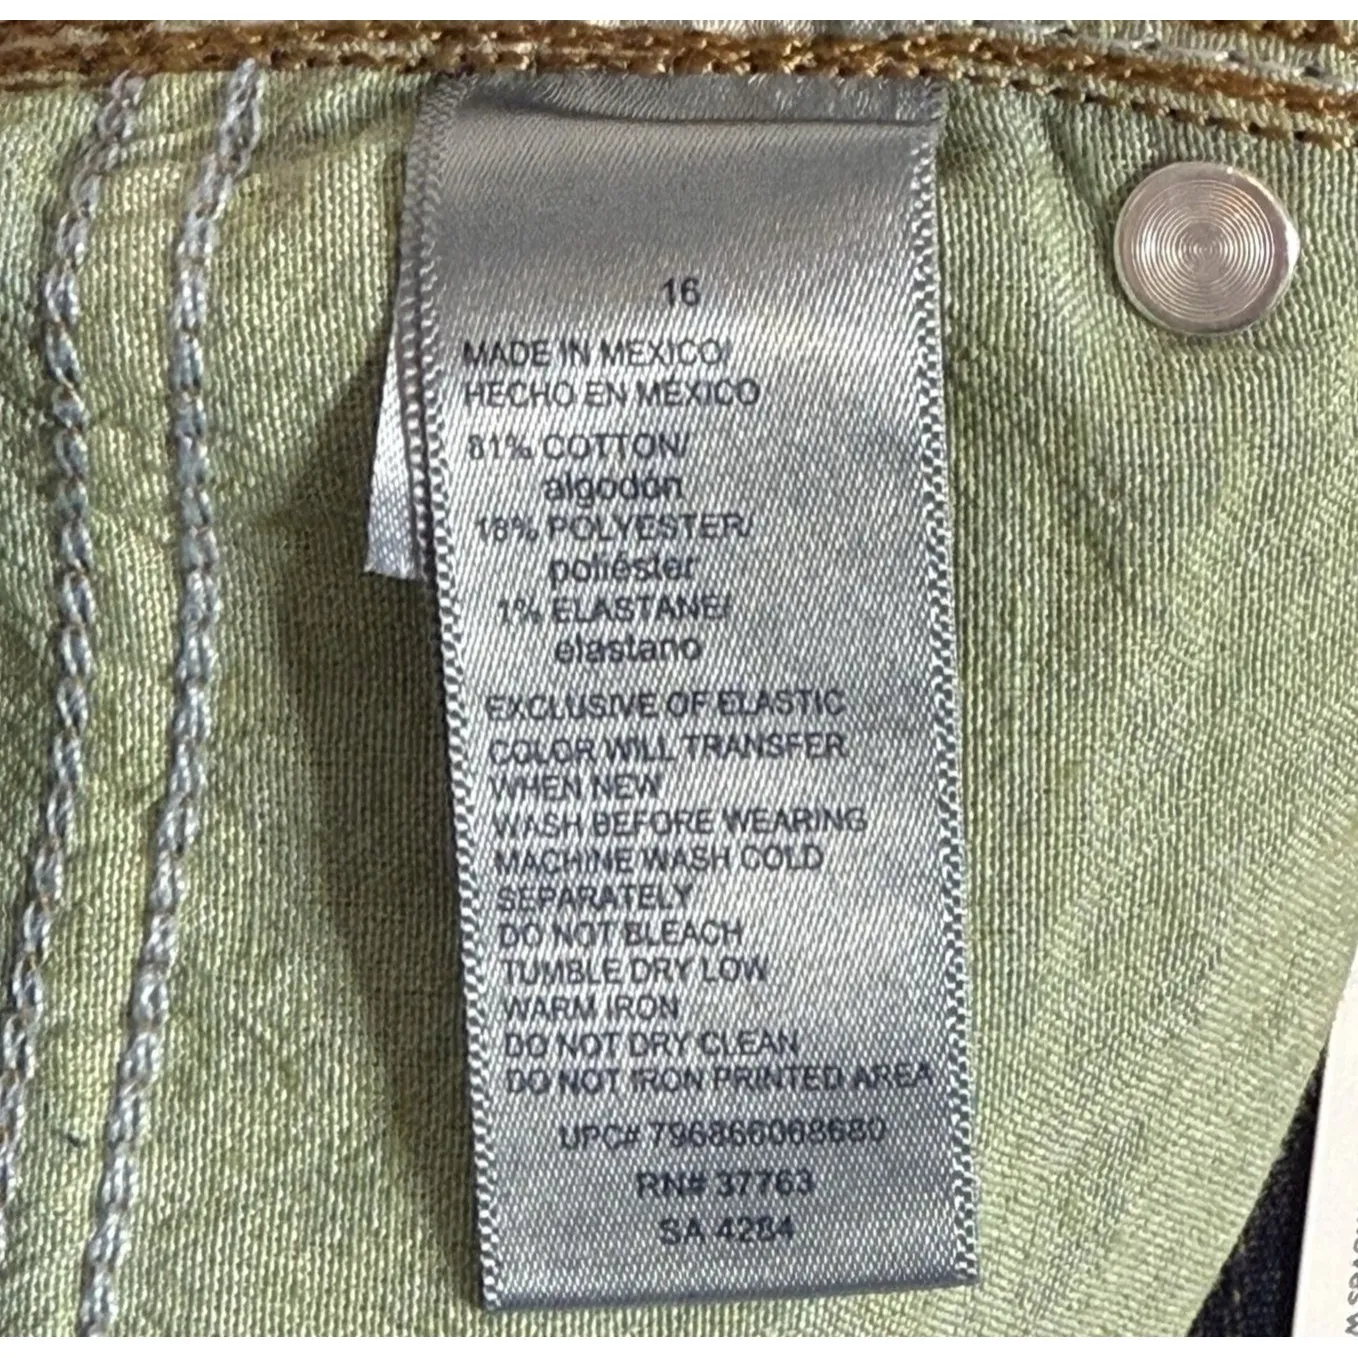 16
MADE IN MEXICO/
HECHO EN MÉXICO
81% COTTON/
algodón
18% POLYESTER/
poliéster
1% ELASTANE/
elastano
EXCLUSIVE OF ELASTIC
COLOR WILL TRANSFER
WHEN NEW
WASH BEFORE WEARING
MACHINE WASH COLD
SEPARATELY
DO NOT BLEACH
TUMBLE DRY LOW
WARM IRON
DO NOT DRY CLEAN
DO NOT IRON PRINTED AREA
UPC# 796866068680
RN# 37763
SA 4284